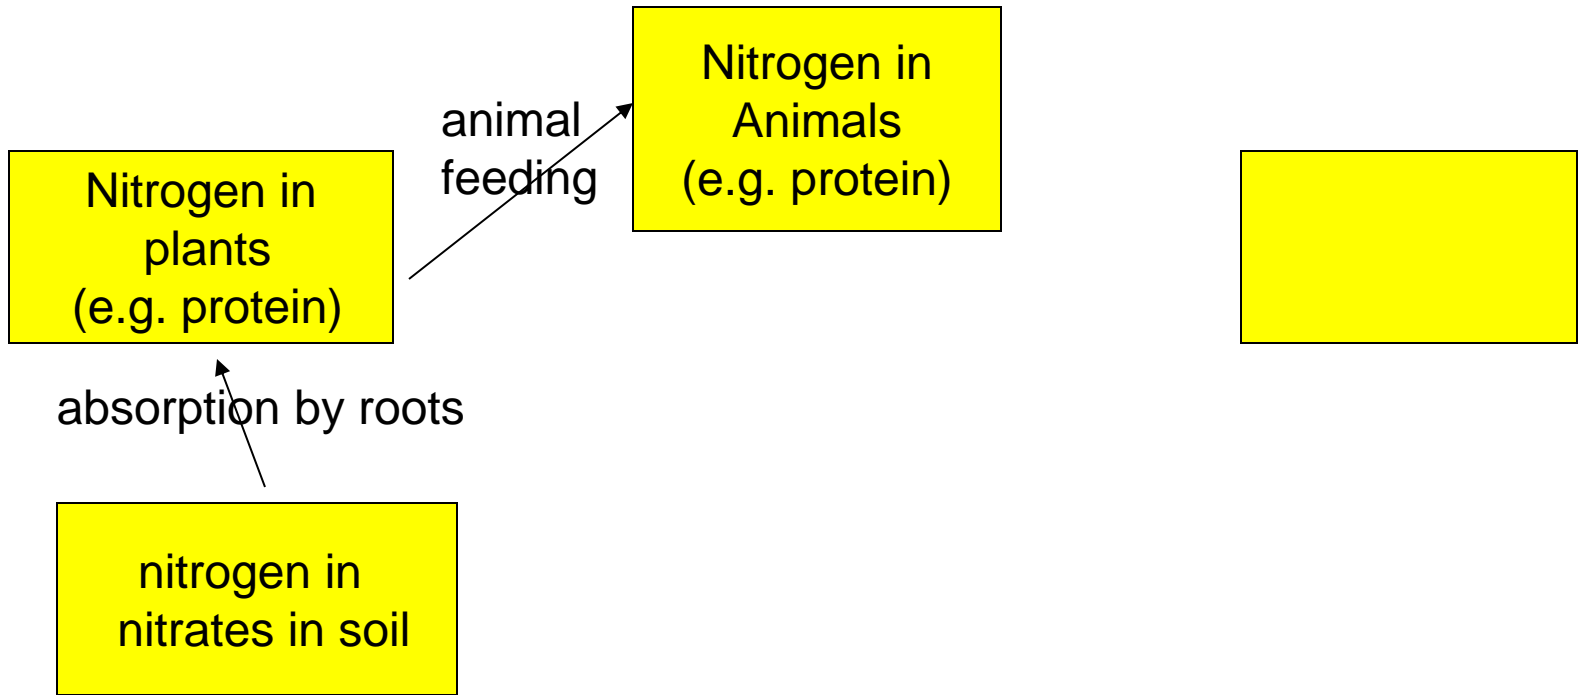 Nitrogen in
Animals
(e.g. protein)
animal
feeding
Nitrogen in
plants
(e.g. protein)
absorption by roots
nitrogen in
nitrates in soil